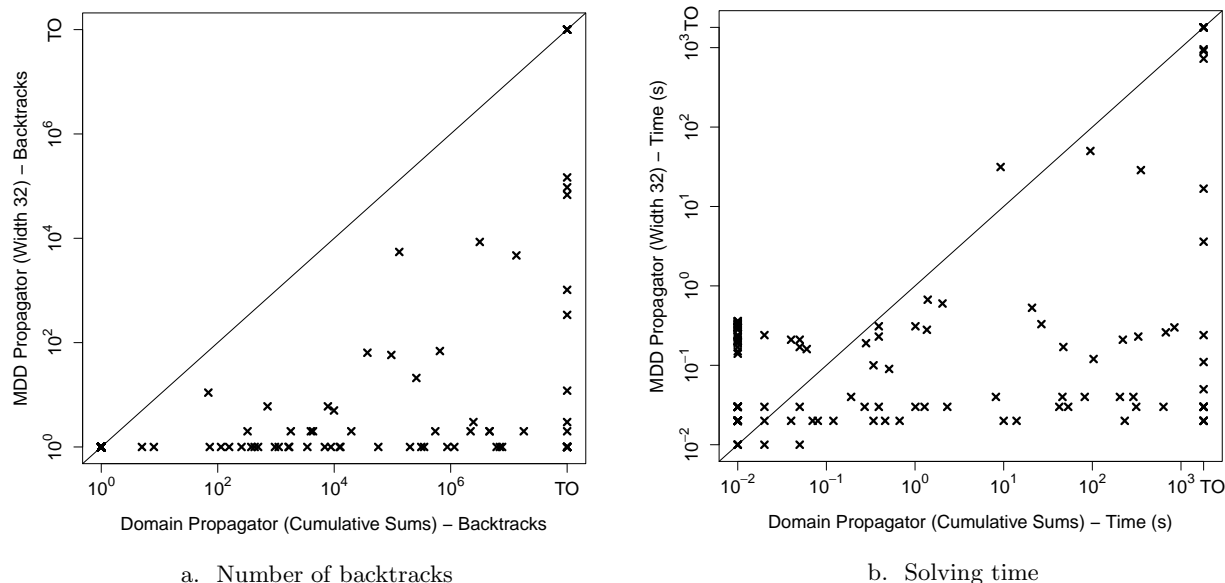 MDD Propagator (Width 32) − Backtracks
TO
10^6
10^4
10^2
10^0
10^0 10^2 10^4 10^6 TO
Domain Propagator (Cumulative Sums) − Backtracks
a. Number of backtracks
MDD Propagator (Width 32) − Time (s)
10^3 TO
10^2
10^1
10^0
10^−1
10^−2
10^−2 10^−1 10^0 10^1 10^2 10^3 TO
Domain Propagator (Cumulative Sums) − Time (s)
b. Solving time